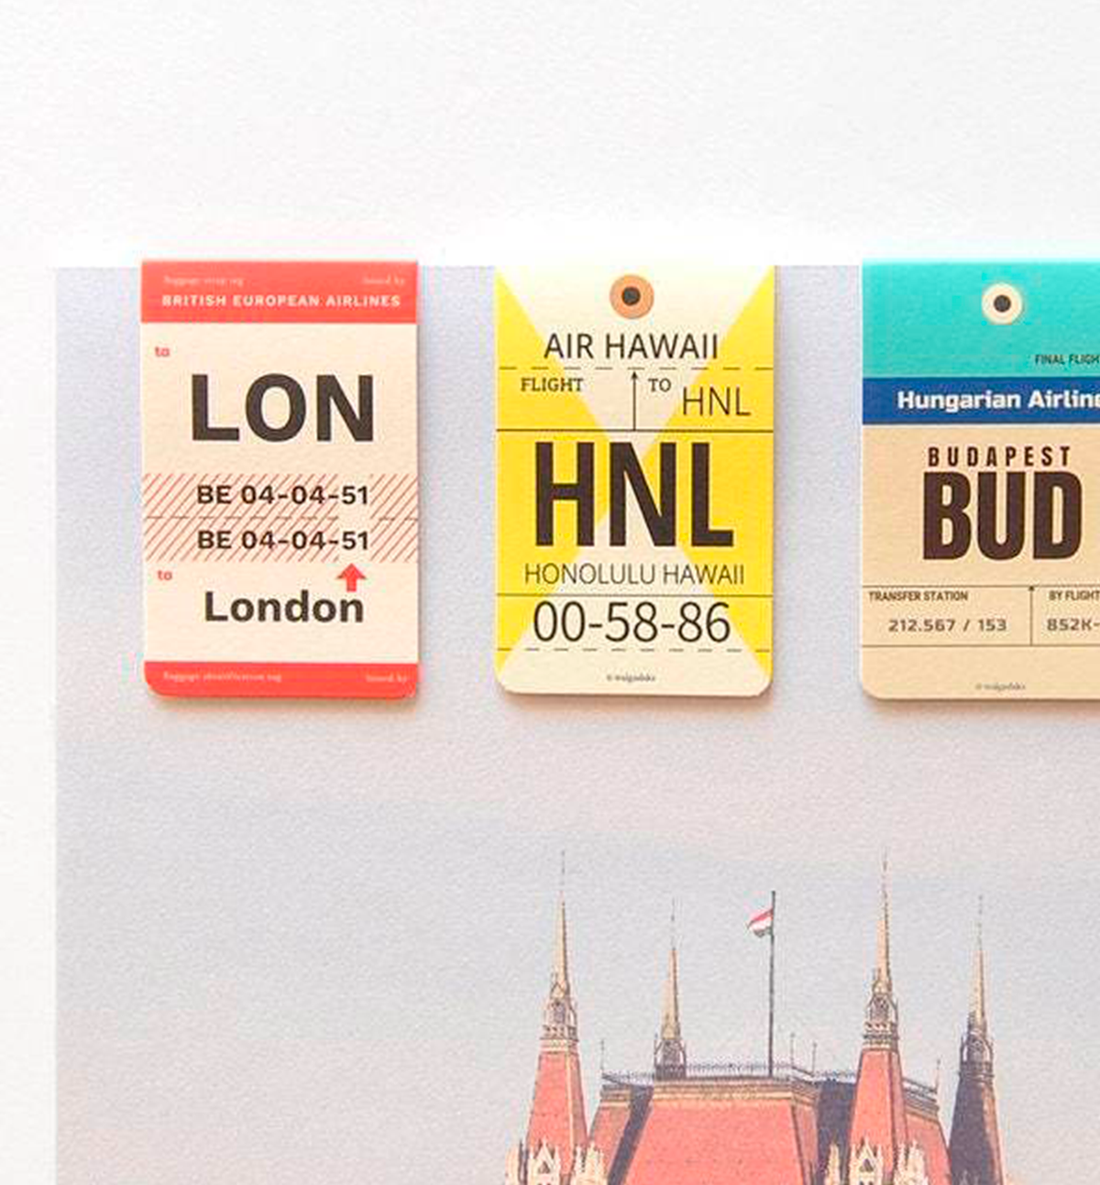 BRITISH EUROPEAN AIRLINES
to
LON
BE 04-04-51
BE 04-04-51
to
London
AIR HAWAII
FLIGHT TO HNL
HNL
HONOLULU HAWAII
00-58-86
FINAL FLIGH
Hungarian Airline
BUDAPEST
BUD
TRANSFER STATION BY FLIGHT
212.567 / 153 852K-